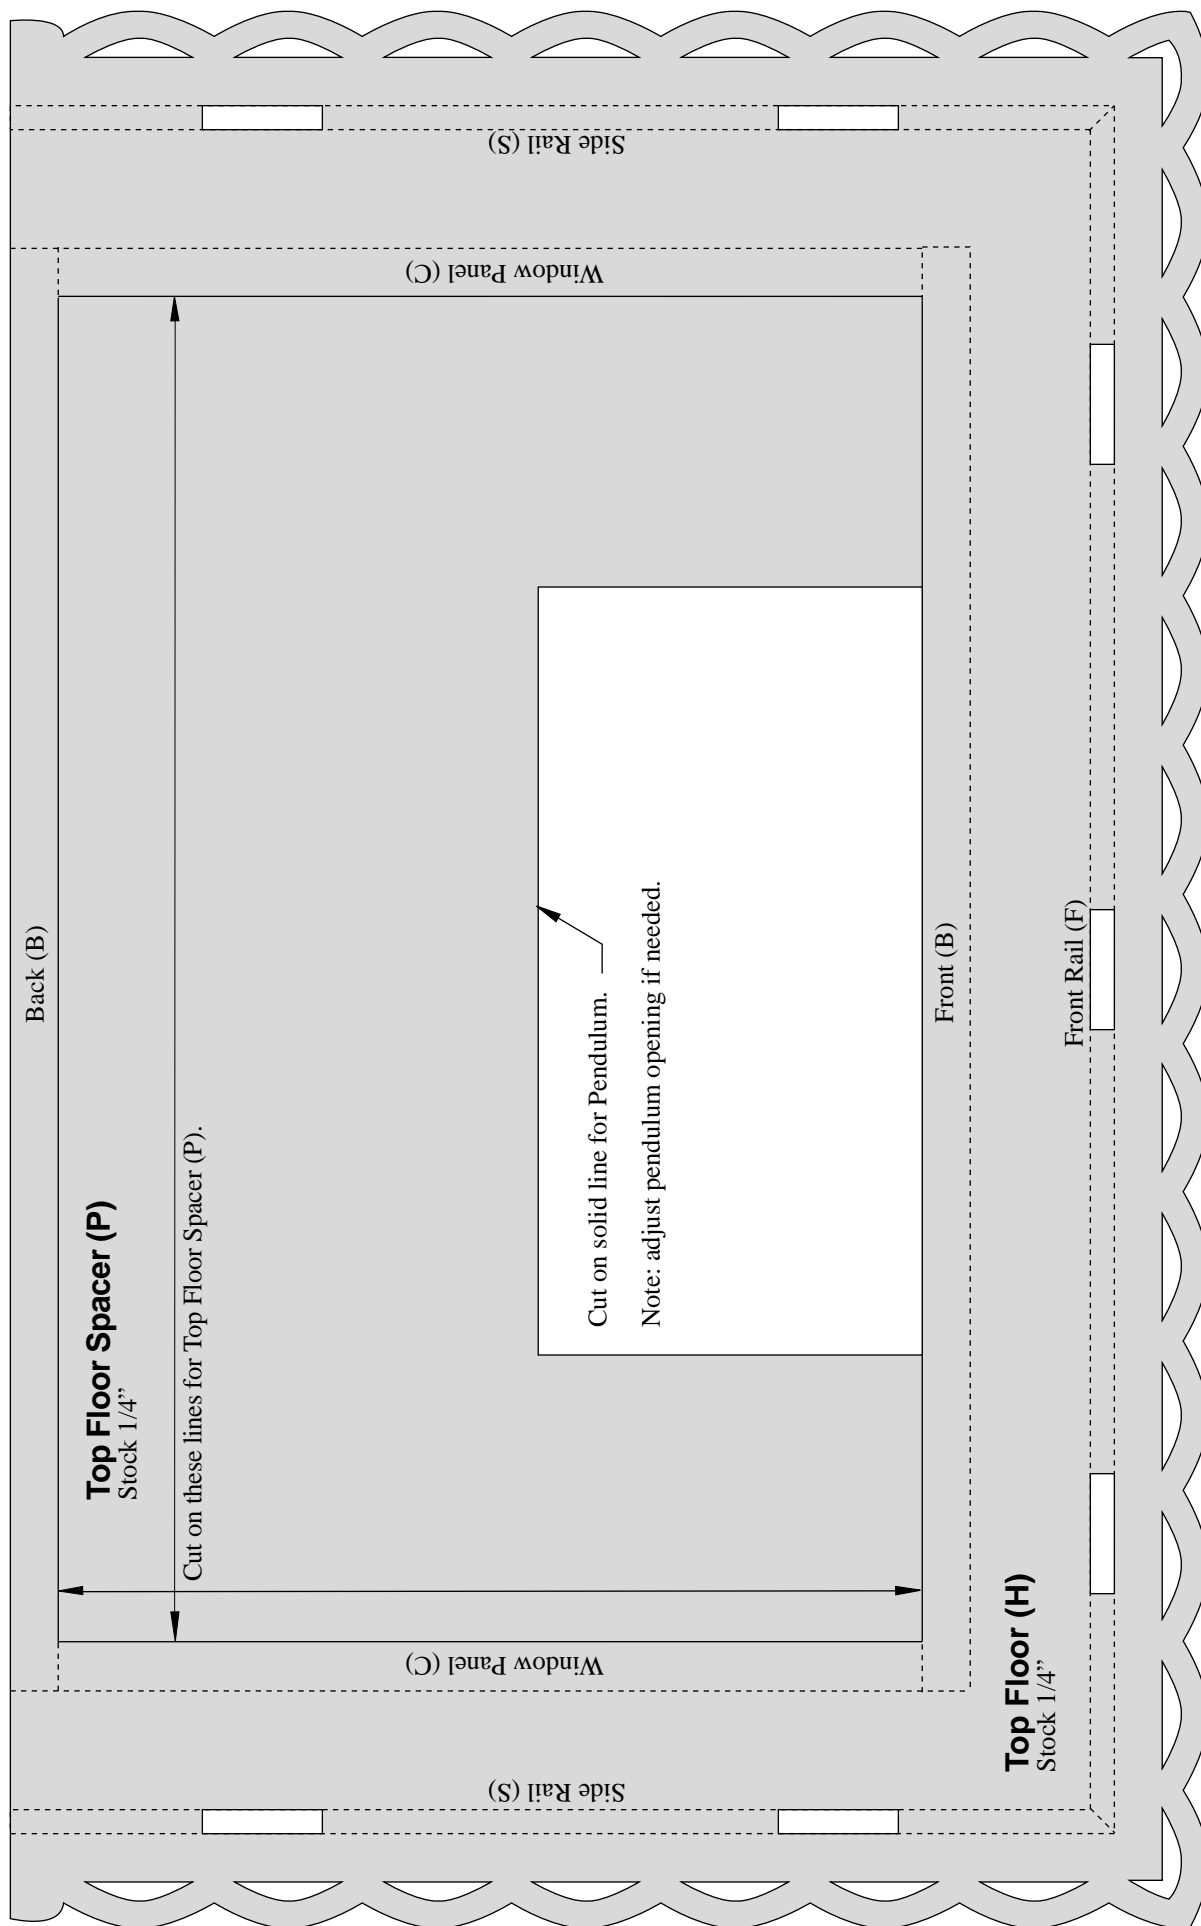 Back (B)
Top Floor Spacer (P)
Stock 1/4”
Cut on these lines for Top Floor Spacer (P).
Side Rail (S)
Window Panel (C)
Window Panel (C)
Side Rail (S)
Cut on solid line for Pendulum.
Note: adjust pendulum opening if needed.
Front (B)
Top Floor (H)
Stock 1/4”
Front Rail (F)